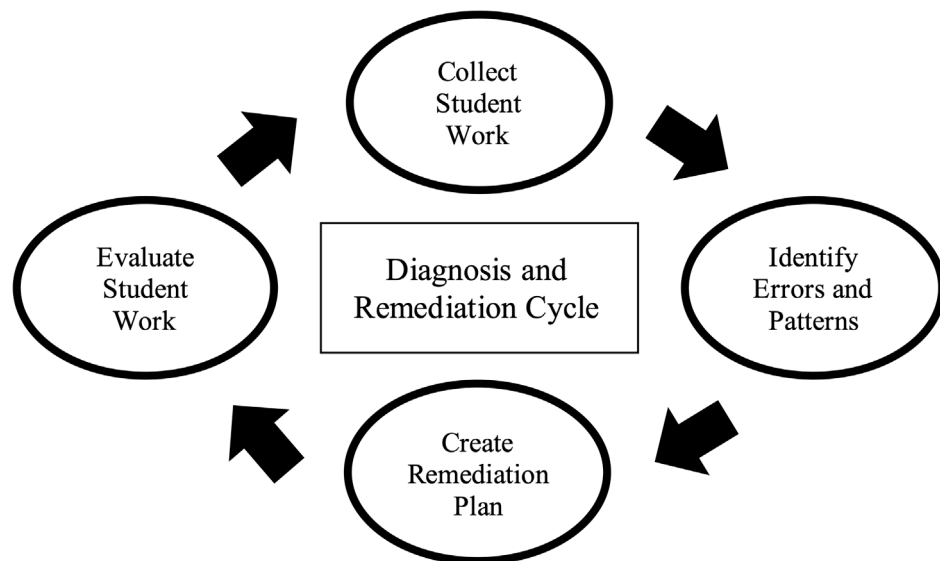 Collect
Student
Work
Evaluate
Student
Work
Diagnosis and
Remediation Cycle
Identify
Errors and
Patterns
Create
Remediation
Plan